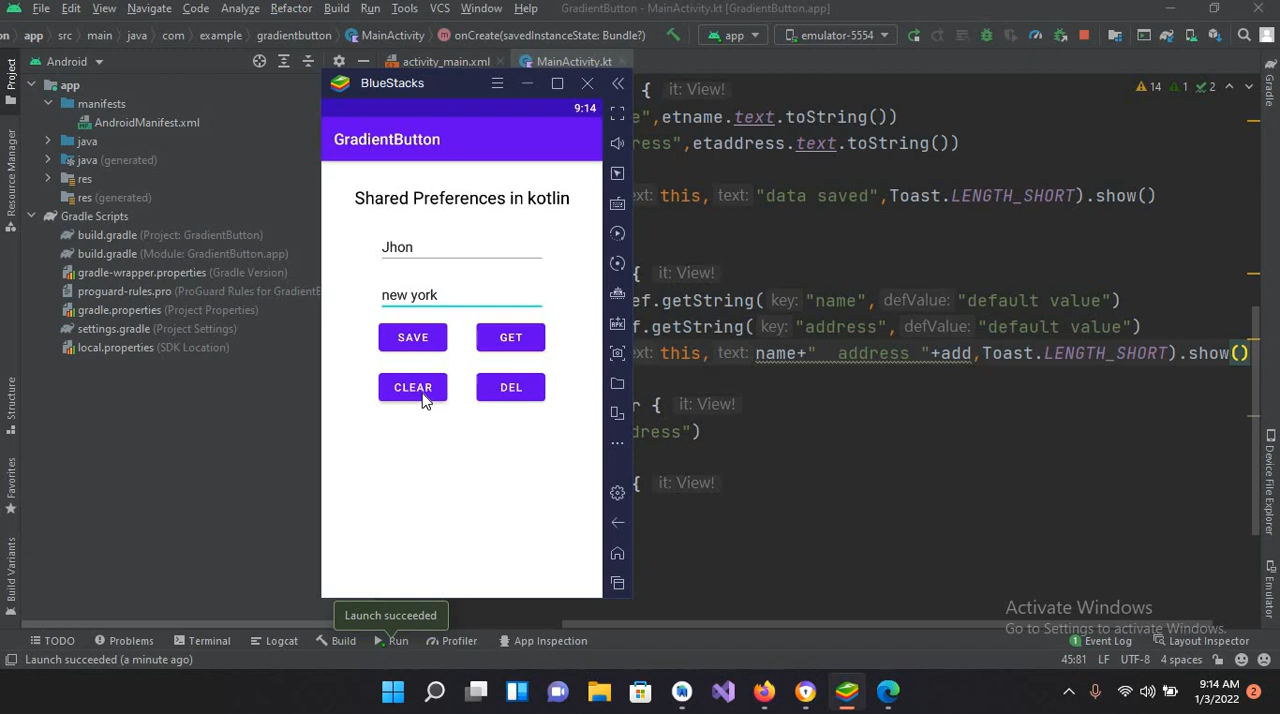 File Edit View Navigate Code Analyze Refactor Build Run Tools VCS Window Help GradientButton - MainActivity.kt [GradientButton.app]
app src main java com example gradientbutton MainActivity onCreate(savedInstanceState: Bundle?) app emulator-5554
Android activity_main.xml MainActivity.kt
Project
Resource Manager
Structure
Favorites
Build Variants
app
manifests
AndroidManifest.xml
java
java (generated)
res
res (generated)
Gradle Scripts
build.gradle (Project: GradientButton)
build.gradle (Module: GradientButton.app)
gradle-wrapper.properties (Gradle Version)
proguard-rules.pro (ProGuard Rules for GradientB
gradle.properties (Project Properties)
settings.gradle (Project Settings)
local.properties (SDK Location)
BlueStacks
9:14
GradientButton
Shared Preferences in kotlin
Jhon
new york
SAVE GET
CLEAR DEL
Launch succeeded
{ it: View!
e",etname.text.toString())
ress",etaddress.text.toString())
ext: this, text: "data saved",Toast.LENGTH_SHORT).show()
{ it: View!
ef.getString( key: "name", defValue: "default value")
f.getString( key: "address", defValue: "default value")
ext: this, text: name+" address "+add,Toast.LENGTH_SHORT).show()
r { it: View!
dress")
{ it: View!
14 1 2
Gradle
Device File Explorer
Emulator
Activate Windows
Go to Settings to activate Windows.
TODO Problems Terminal Logcat Build Run Profiler App Inspection 1 Event Log Layout Inspector
Launch succeeded (a minute ago) 45:81 LF UTF-8 4 spaces
9:14 AM
1/3/2022 2